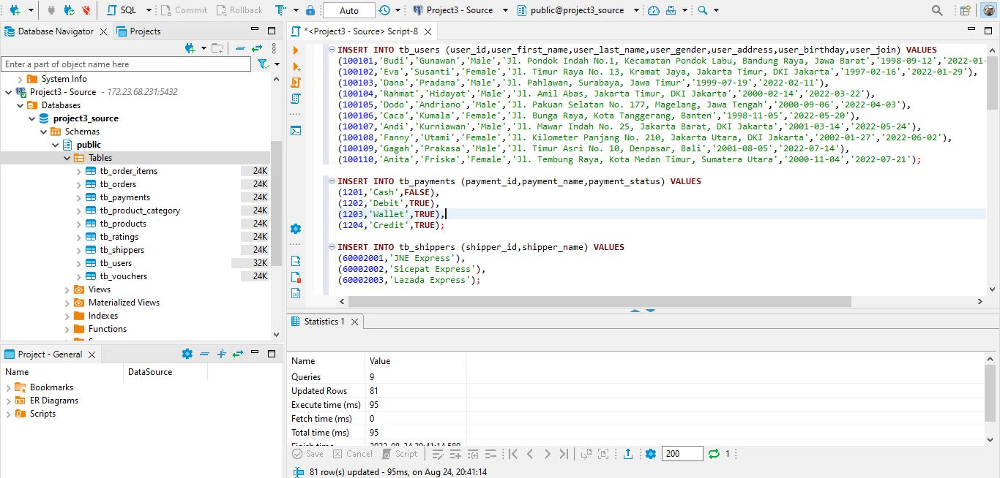 SQL Commit Rollback Auto Project3 - Source public@project3_source
Database Navigator Projects
Enter a part of object name here
System Info
Project3 - Source - 172.23.68.231:5432
Databases
project3_source
Schemas
public
Tables
tb_order_items 24K
tb_orders 24K
tb_payments 24K
tb_product_category 24K
tb_products 24K
tb_ratings 24K
tb_shippers 24K
tb_users 32K
tb_vouchers 24K
Views
Materialized Views
Indexes
Functions
Project - General
Name DataSource
Bookmarks
ER Diagrams
Scripts
*<Project3 - Source> Script-8
INSERT INTO tb_users (user_id,user_first_name,user_last_name,user_gender,user_address,user_birthday,user_join) VALUES
(100101,'Budi','Gunawan','Male','Jl. Pondok Indah No.1, Kecamatan Pondok Labu, Bandung Raya, Jawa Barat','1998-09-12','2022-01-
(100102,'Eva','Susanti','Female','Jl. Timur Raya No. 13, Kramat Jaya, Jakarta Timur, DKI Jakarta','1997-02-16','2022-01-29'),
(100103,'Dana','Pradana','Male','Jl. Pahlawan, Surabaya, Jawa Timur','1999-07-19','2022-02-11'),
(100104,'Rahmat','Hidayat','Male','Jl. Amil Abas, Jakarta Timur, DKI Jakarta','2000-02-14','2022-03-22'),
(100105,'Dodo','Andriano','Male','Jl. Pakuan Selatan No. 177, Magelang, Jawa Tengah','2000-09-06','2022-04-03'),
(100106,'Caca','Kumala','Female','Jl. Bunga Raya, Kota Tanggerang, Banten','1998-11-05','2022-05-20'),
(100107,'Andi','Kurniawan','Male','Jl. Mawar Indah No. 25, Jakarta Barat, DKI Jakarta','2001-03-14','2022-05-24'),
(100108,'Fanny','Utami','Female','Jl. Kilometer Panjang No. 210, Jakarta Utara, DKI Jakarta','2002-01-27','2022-06-02'),
(100109,'Gagah','Prakasa','Male','Jl. Timur Asri No. 10, Denpasar, Bali','2001-08-05','2022-07-14'),
(100110,'Anita','Friska','Female','Jl. Tembung Raya, Kota Medan Timur, Sumatera Utara','2000-11-04','2022-07-21');
INSERT INTO tb_payments (payment_id,payment_name,payment_status) VALUES
(1201,'Cash',FALSE),
(1202,'Debit',TRUE),
(1203,'Wallet',TRUE),
(1204,'Credit',TRUE);
INSERT INTO tb_shippers (shipper_id,shipper_name) VALUES
(60002001,'JNE Express'),
(60002002,'Sicepat Express'),
(60002003,'Lazada Express');
Statistics 1
Name Value
Queries 9
Updated Rows 81
Execute time (ms) 95
Fetch time (ms) 0
Total time (ms) 95
Save Cancel Script 200 1
81 row(s) updated - 95ms, on Aug 24, 20:41:14